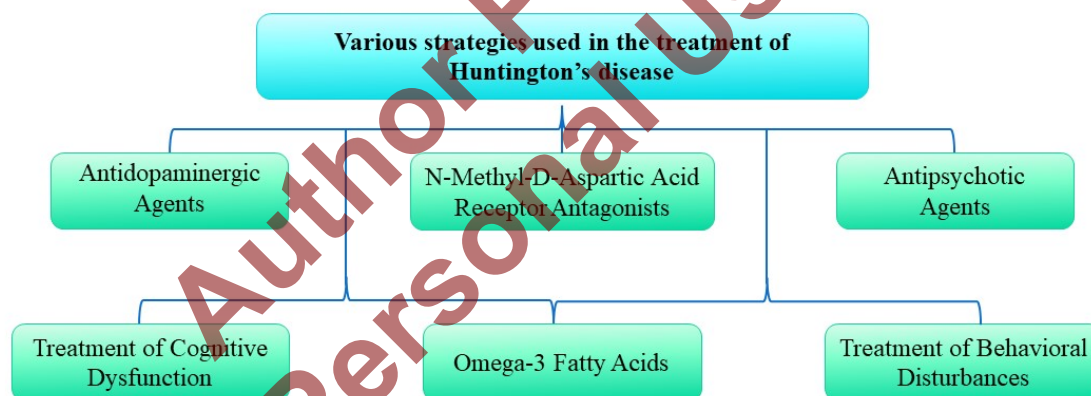 Various strategies used in the treatment of
Huntington's disease
Antidopaminergic
Agents
N-Methyl-D-Aspartic Acid
Receptor Antagonists
Antipsychotic
Agents
Treatment of Cognitive
Dysfunction
Omega-3 Fatty Acids
Treatment of Behavioral
Disturbances
Author
Personal